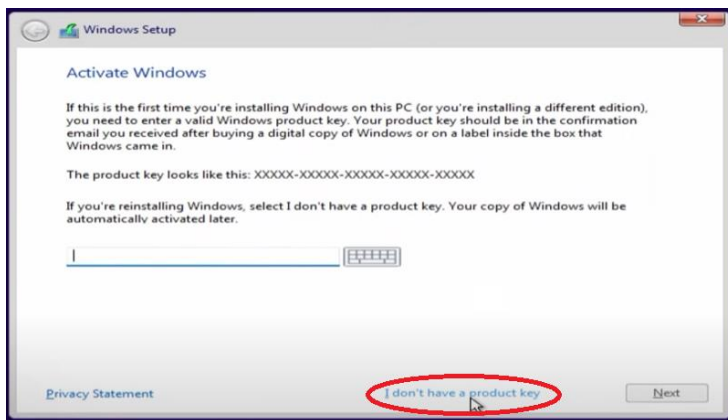 Windows Setup
Activate Windows
If this is the first time you're installing Windows on this PC (or you're installing a different edition),
you need to enter a valid Windows product key. Your product key should be in the confirmation
email you received after buying a digital copy of Windows or on a label inside the box that
Windows came in.
The product key looks like this: XXXXX-XXXXX-XXXXX-XXXXX-XXXXX
If you're reinstalling Windows, select I don't have a product key. Your copy of Windows will be
automatically activated later.
Privacy Statement
I don't have a product key
Next